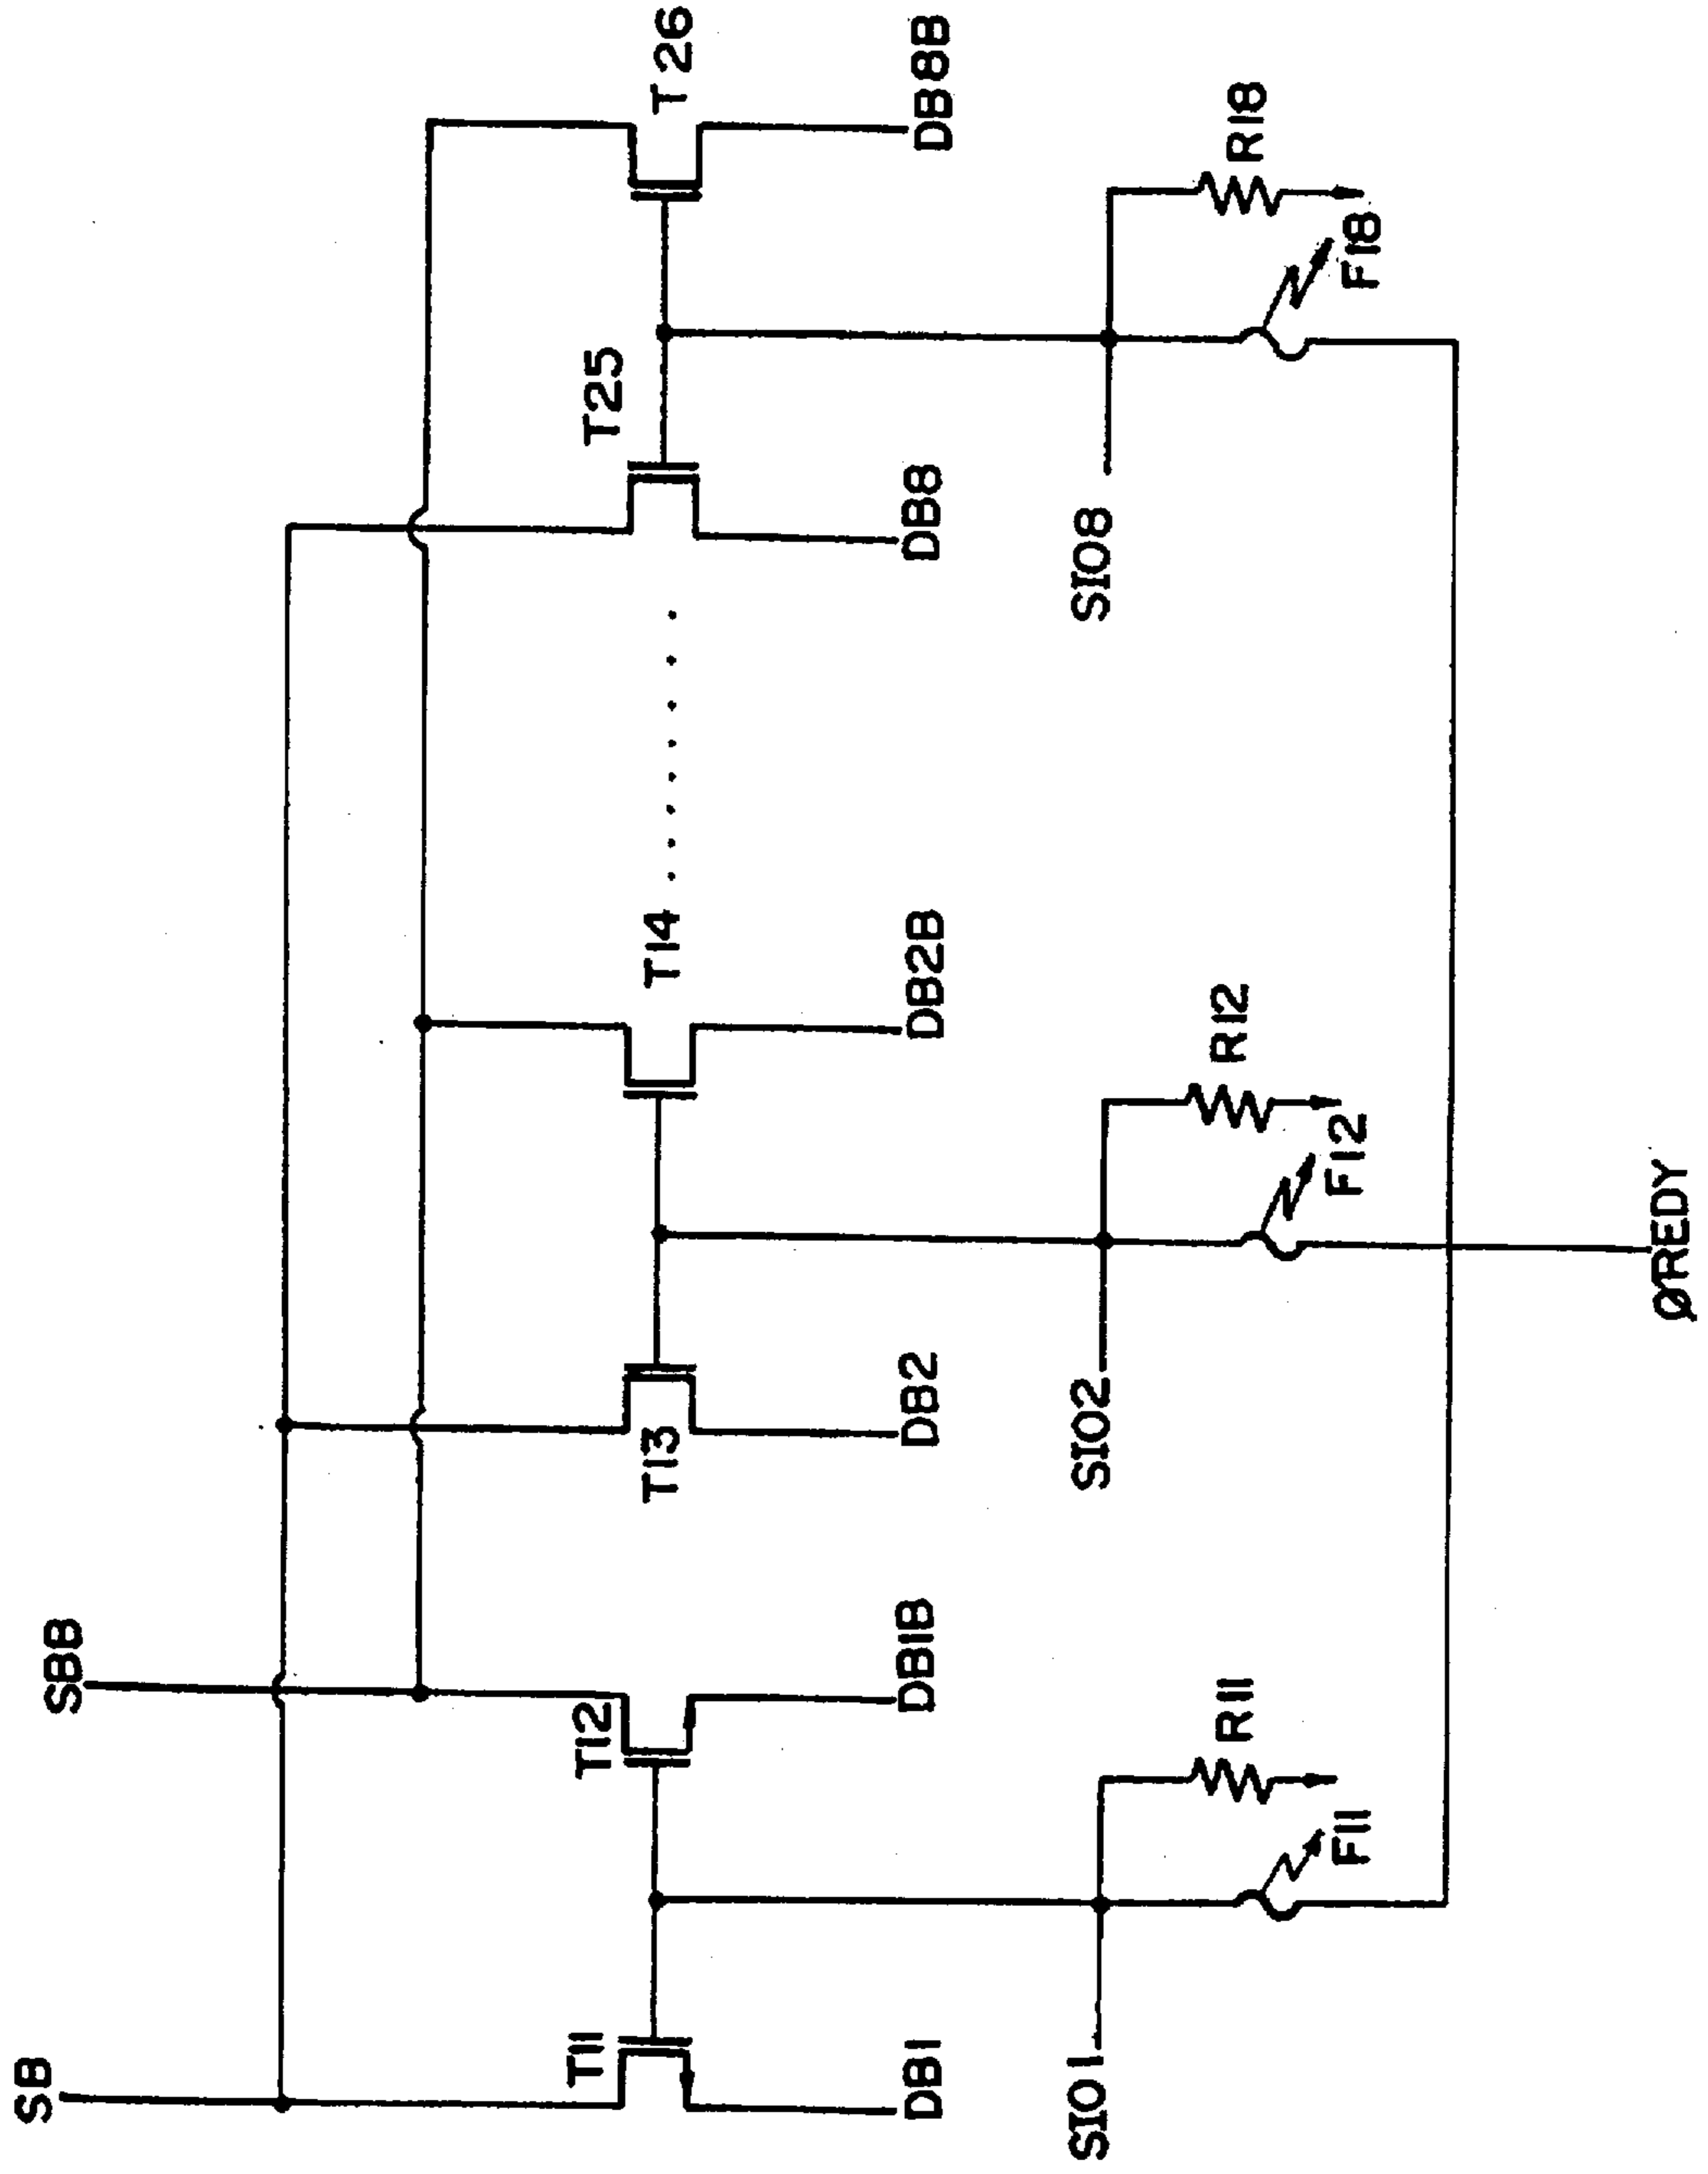 SB
SBB
T11
T12
T13
T14
T25
T26
DB1
DB1B
DB2
DB2B
DB8
DB8B
SIO1
SIO2
SIO8
R11
R12
R18
F11
F12
F18
ØREDY